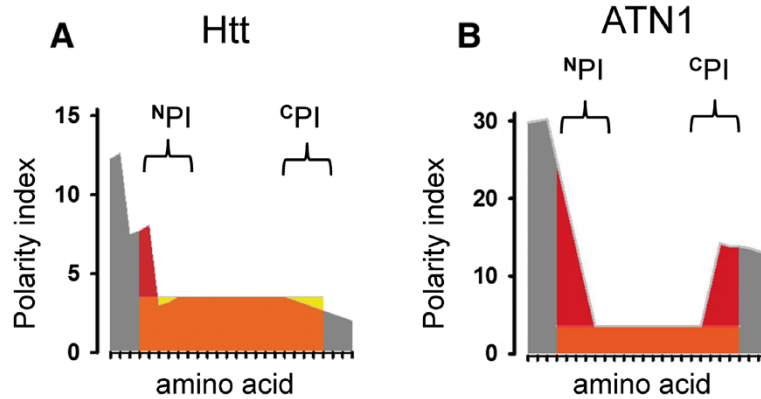 A
Htt
NPI
CPI
15
10
5
0
Polarity index
amino acid
B
ATN1
NPI
CPI
30
20
10
0
Polarity index
amino acid